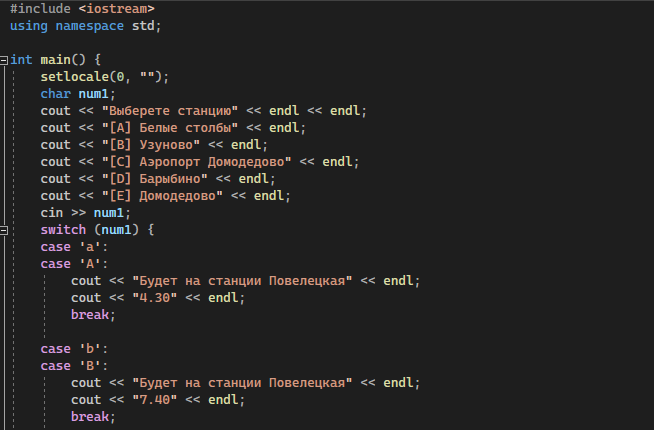 #include <iostream>
using namespace std;
int main() {
setlocale(0, "");
char num1;
cout << "Выберете станцию" << endl << endl;
cout << "[A] Белые столбы" << endl;
cout << "[B] Узуново" << endl;
cout << "[C] Аэропорт Домодедово" << endl;
cout << "[D] Барыбино" << endl;
cout << "[E] Домодедово" << endl;
cin >> num1;
switch (num1) {
case 'a':
case 'A':
cout << "Будет на станции Повелецкая" << endl;
cout << "4.30" << endl;
break;
case 'b':
case 'B':
cout << "Будет на станции Повелецкая" << endl;
cout << "7.40" << endl;
break;